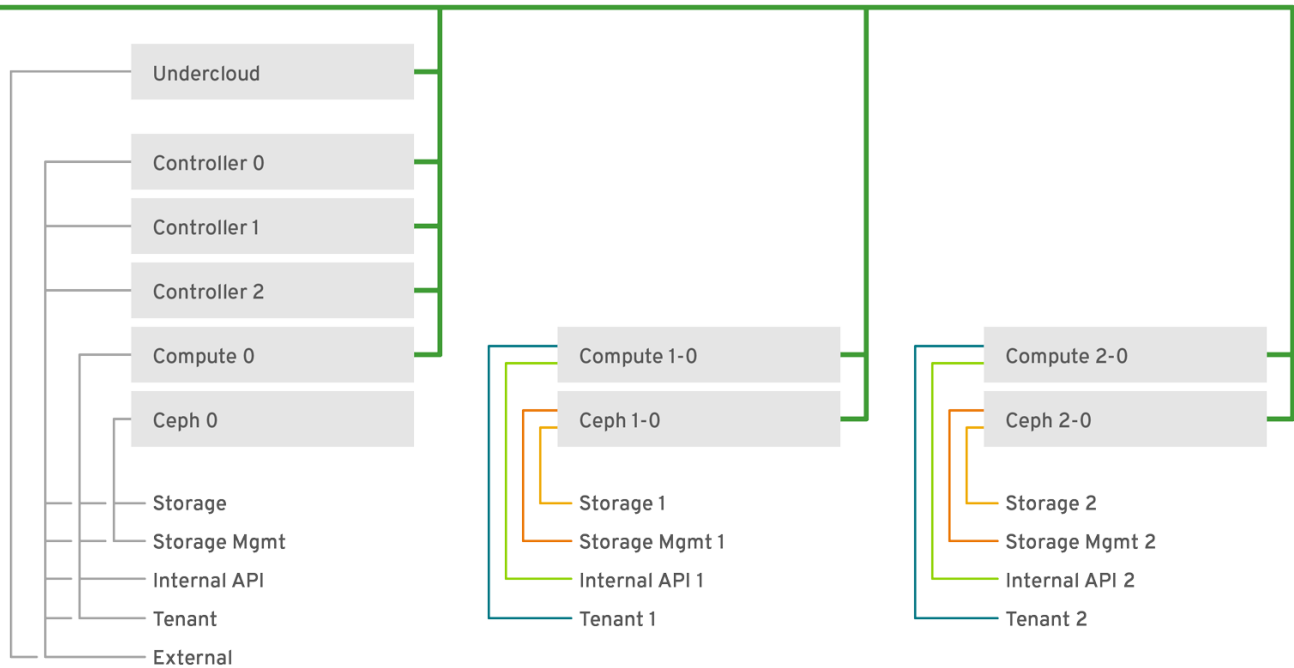 Undercloud
Controller 0
Controller 1
Controller 2
Compute 0
Ceph 0
Storage
Storage Mgmt
Internal API
Tenant
External
Compute 1-0
Ceph 1-0
Storage 1
Storage Mgmt 1
Internal API 1
Tenant 1
Compute 2-0
Ceph 2-0
Storage 2
Storage Mgmt 2
Internal API 2
Tenant 2